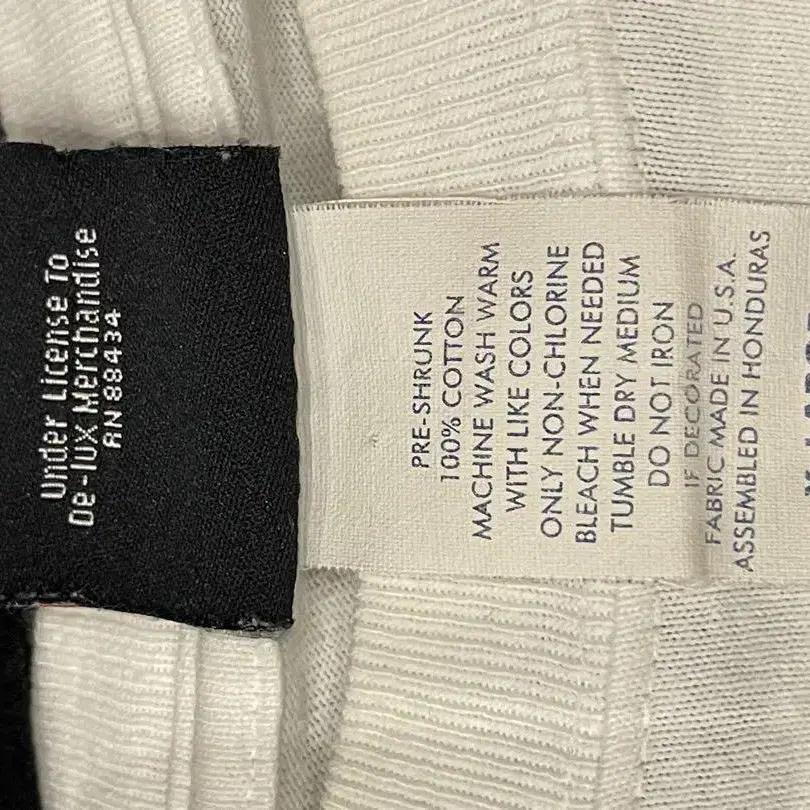 Under License To
De-lux Merchandise
RN 88434
PRE-SHRUNK
100% COTTON
MACHINE WASH WARM
WITH LIKE COLORS
ONLY NON-CHLORINE
BLEACH WHEN NEEDED
TUMBLE DRY MEDIUM
DO NOT IRON
IF DECORATED
FABRIC MADE IN U.S.A.
ASSEMBLED IN HONDURAS